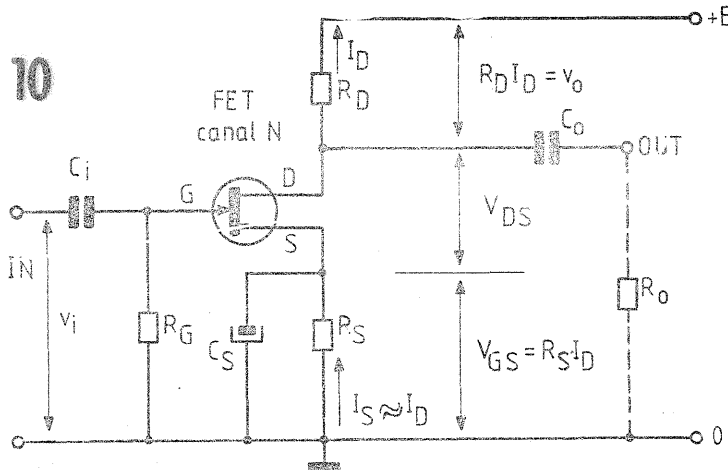 +E
10
I_D
R_D
R_D I_D = v_o
FET
canal N
C_o
OUT
C_i
G
D
S
V_DS
IN
v_i
R_G
C_S
R_S
R_o
V_GS = R_S I_D
I_S ≈ I_D
0